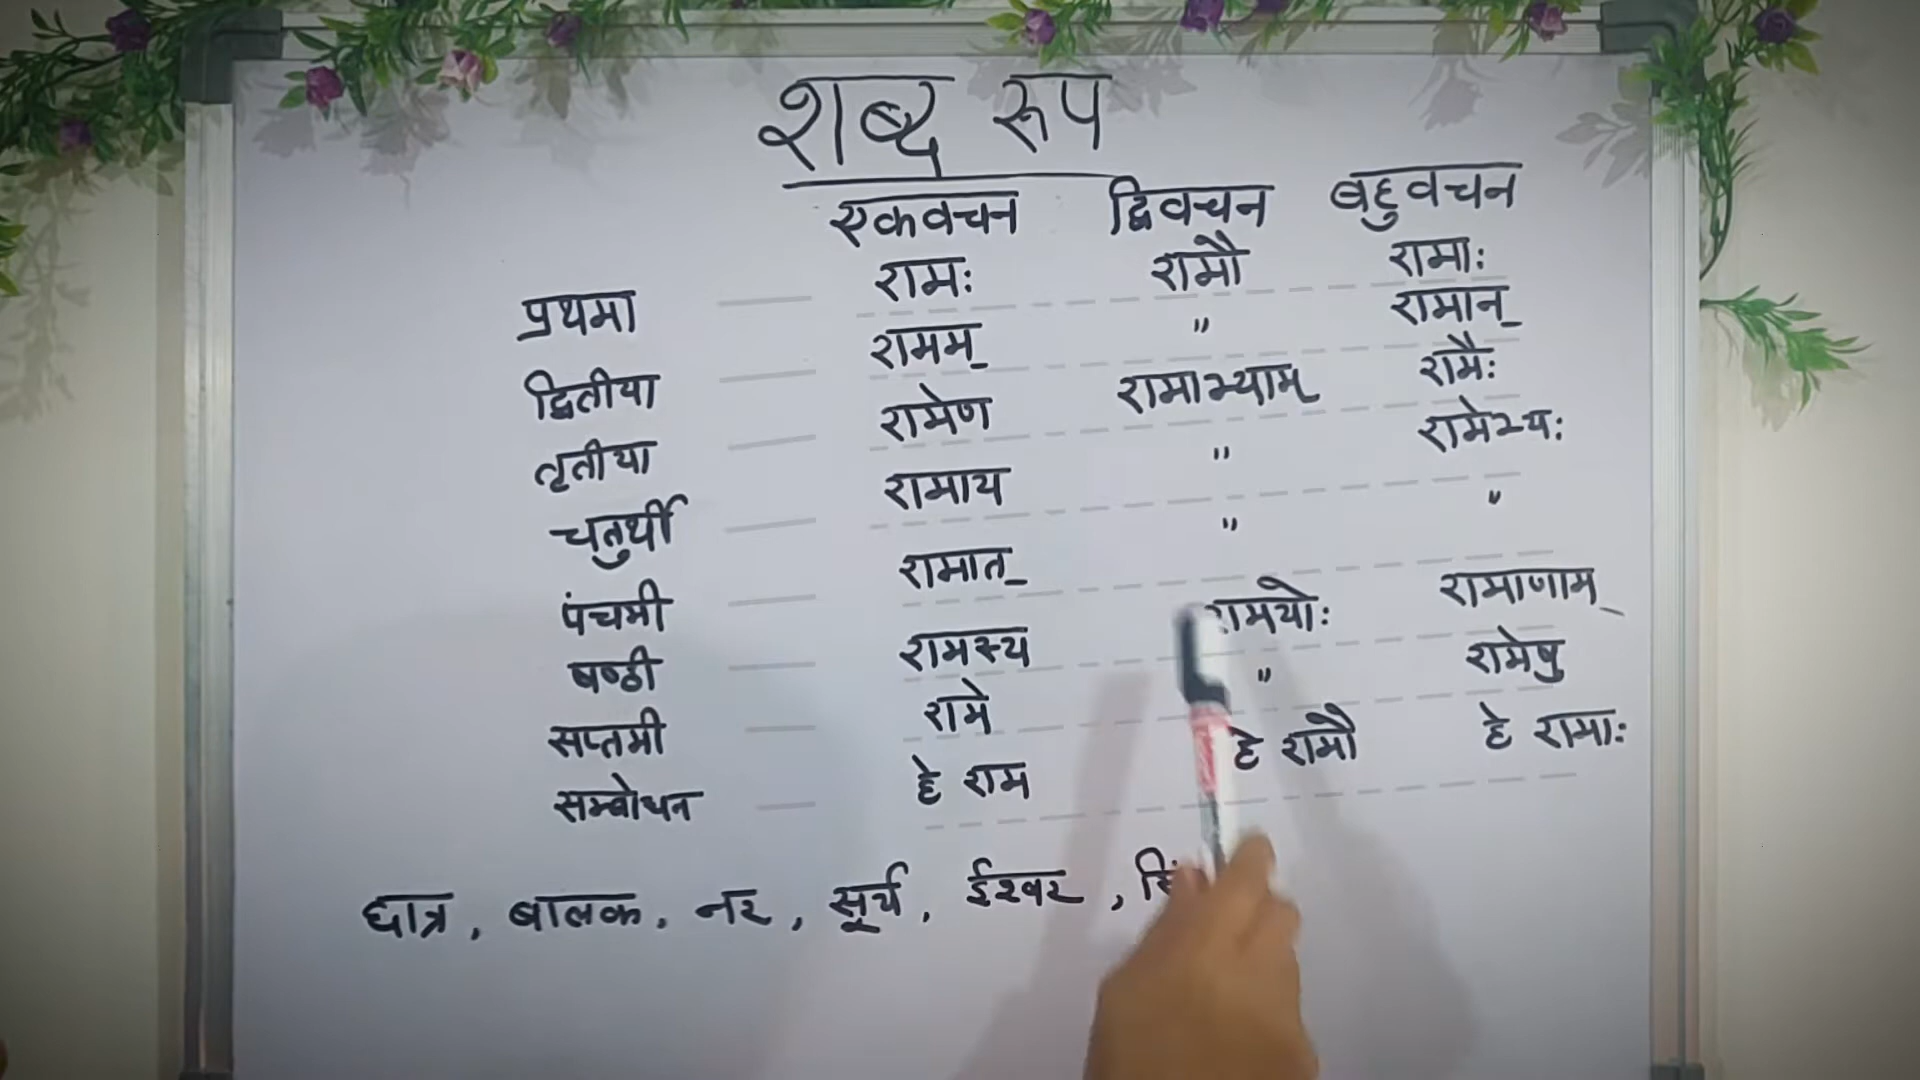 शब्द रूप
एकवचन द्विवचन बहुवचन
प्रथमा रामः रामौ रामाः
द्वितीया रामम् " रामान्
तृतीया रामेण रामाभ्याम् रामैः
चतुर्थी रामाय " रामेभ्यः
पंचमी रामात् " "
षष्ठी रामस्य रामयोः रामाणाम्
सप्तमी रामे " रामेषु
सम्बोधन हे राम हे रामौ हे रामाः
छात्र, बालक, नर, सूर्य, ईश्वर,